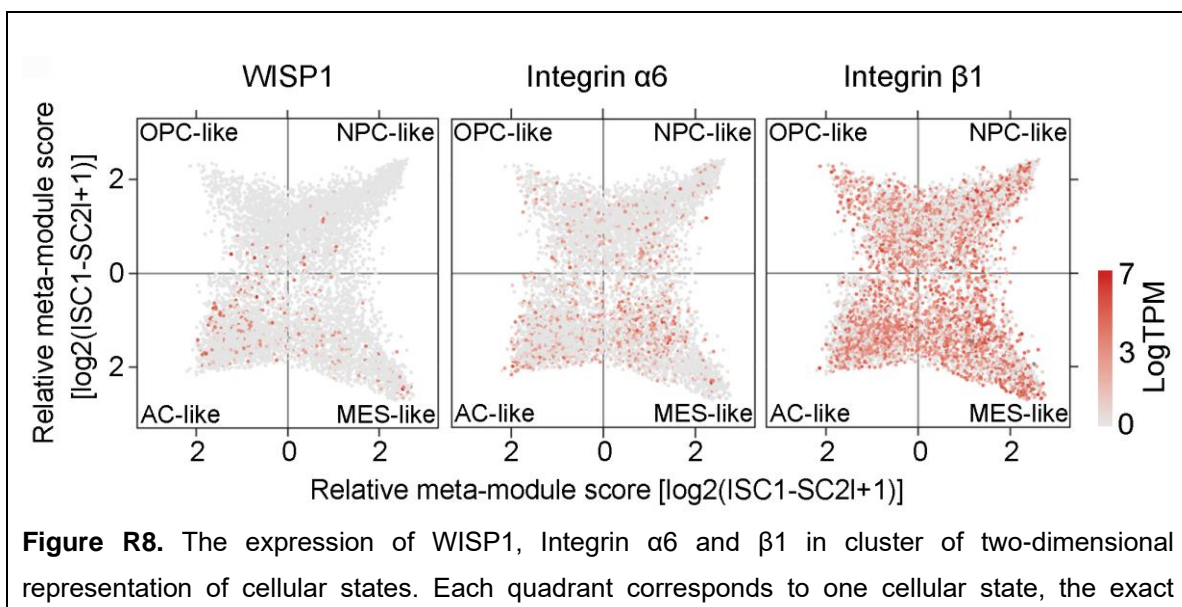 WISP1 Integrin α6 Integrin β1
Relative meta-module score
[log2(ISC1-SC2I+1)]
OPC-like NPC-like OPC-like NPC-like OPC-like NPC-like
2
0
2
AC-like MES-like AC-like MES-like AC-like MES-like
2 0 2 2 0 2 2 0 2
Relative meta-module score [log2(ISC1-SC2I+1)]
7
3
0
LogTPM
Figure R8. The expression of WISP1, Integrin α6 and β1 in cluster of two-dimensional
representation of cellular states. Each quadrant corresponds to one cellular state, the exact